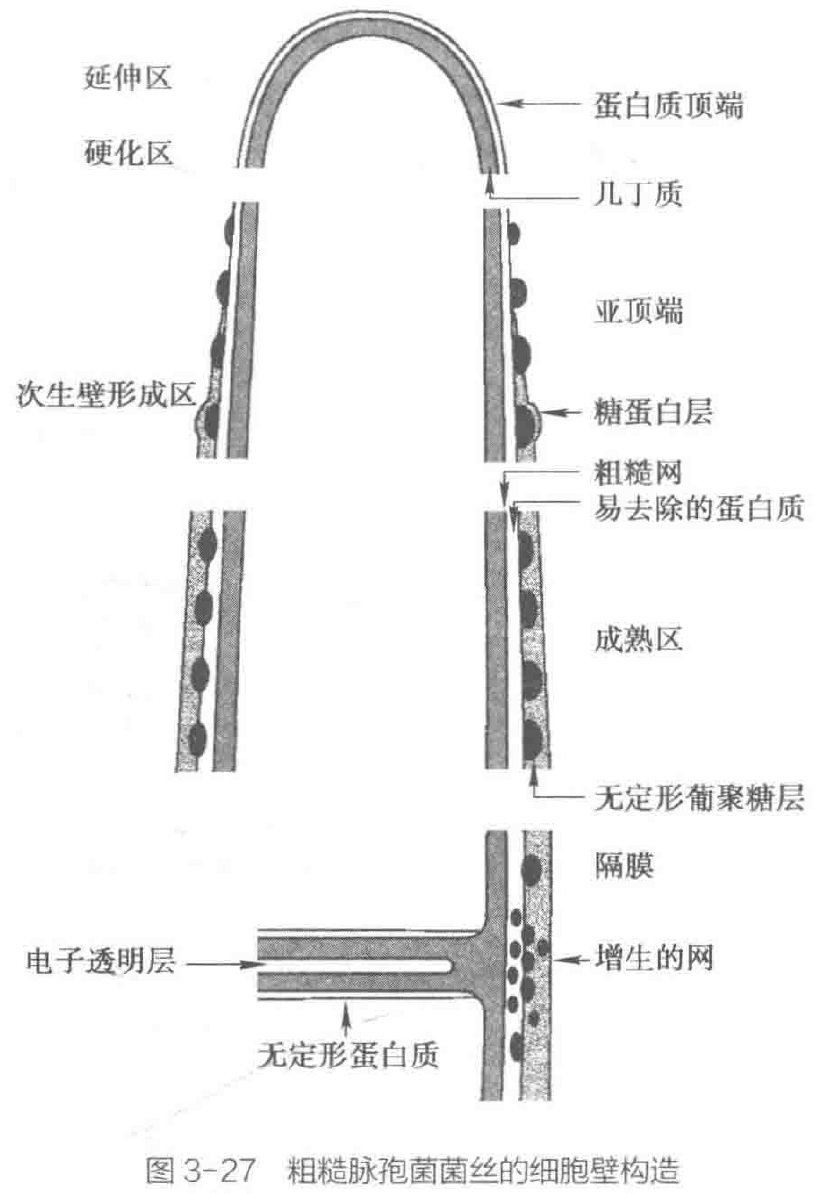 延伸区
蛋白质顶端
硬化区
几丁质
亚顶端
次生壁形成区
糖蛋白层
粗糙网
易去除的蛋白质
成熟区
无定形葡聚糖层
隔膜
电子透明层
增生的网
无定形蛋白质
图 3-27 粗糙脉孢菌菌丝的细胞壁构造